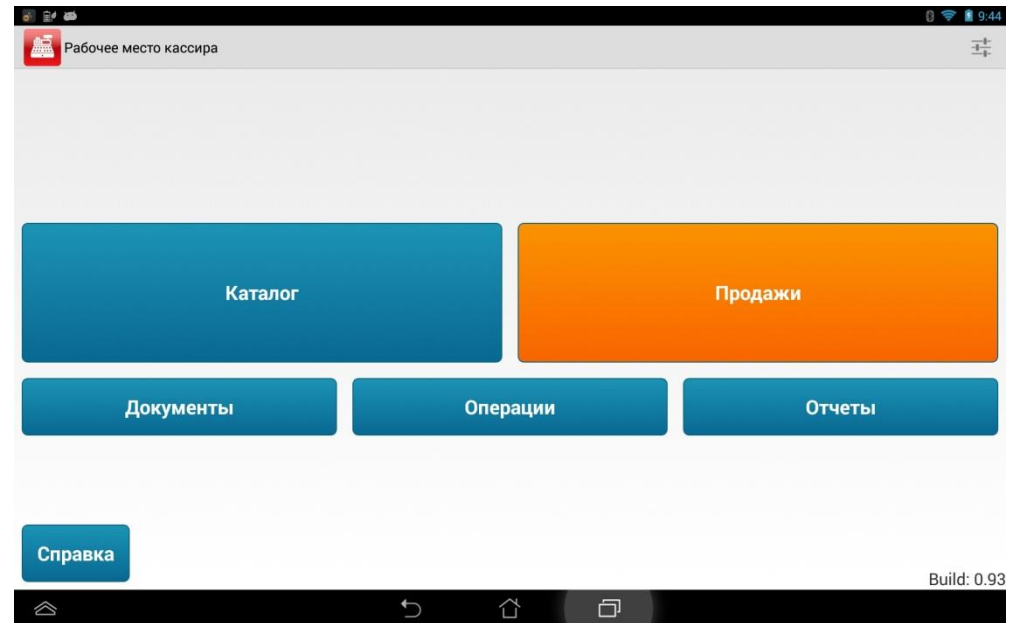 9:44
Рабочее место кассира
Каталог
Продажи
Документы
Операции
Отчеты
Справка
Build: 0.93